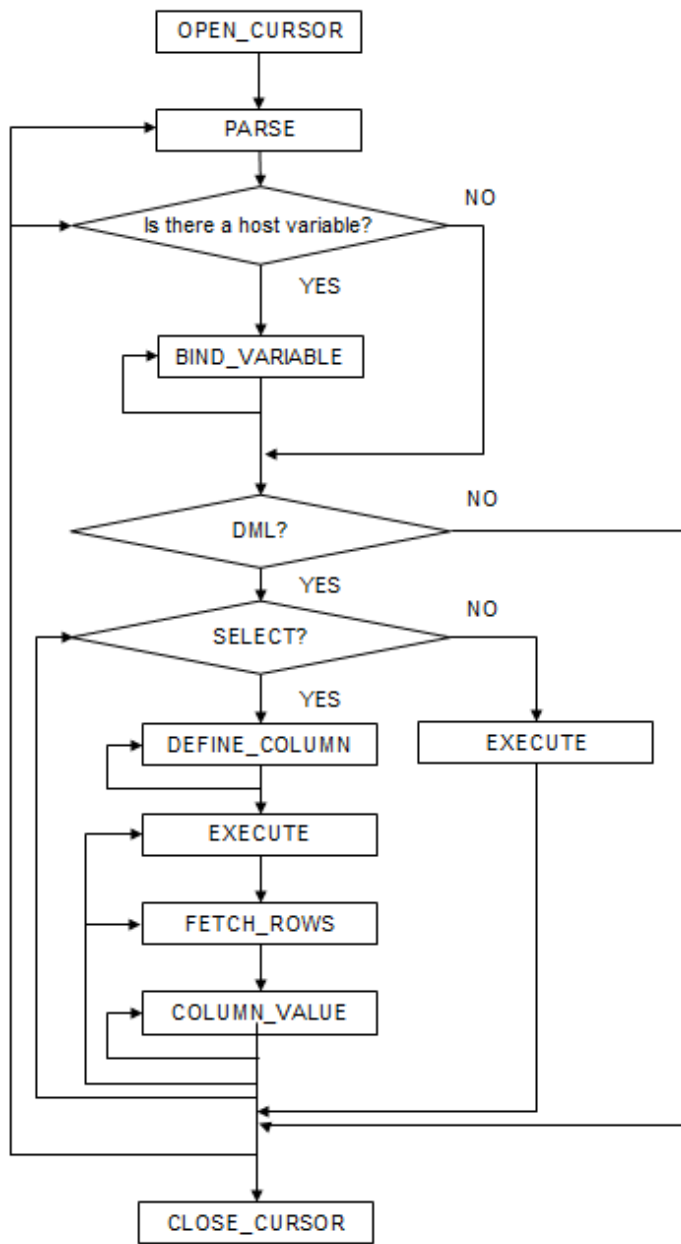 OPEN_CURSOR
PARSE
NO
Is there a host variable?
YES
BIND_VARIABLE
NO
DML?
YES
NO
SELECT?
YES
DEFINE_COLUMN
EXECUTE
EXECUTE
FETCH_ROWS
COLUMN_VALUE
CLOSE_CURSOR